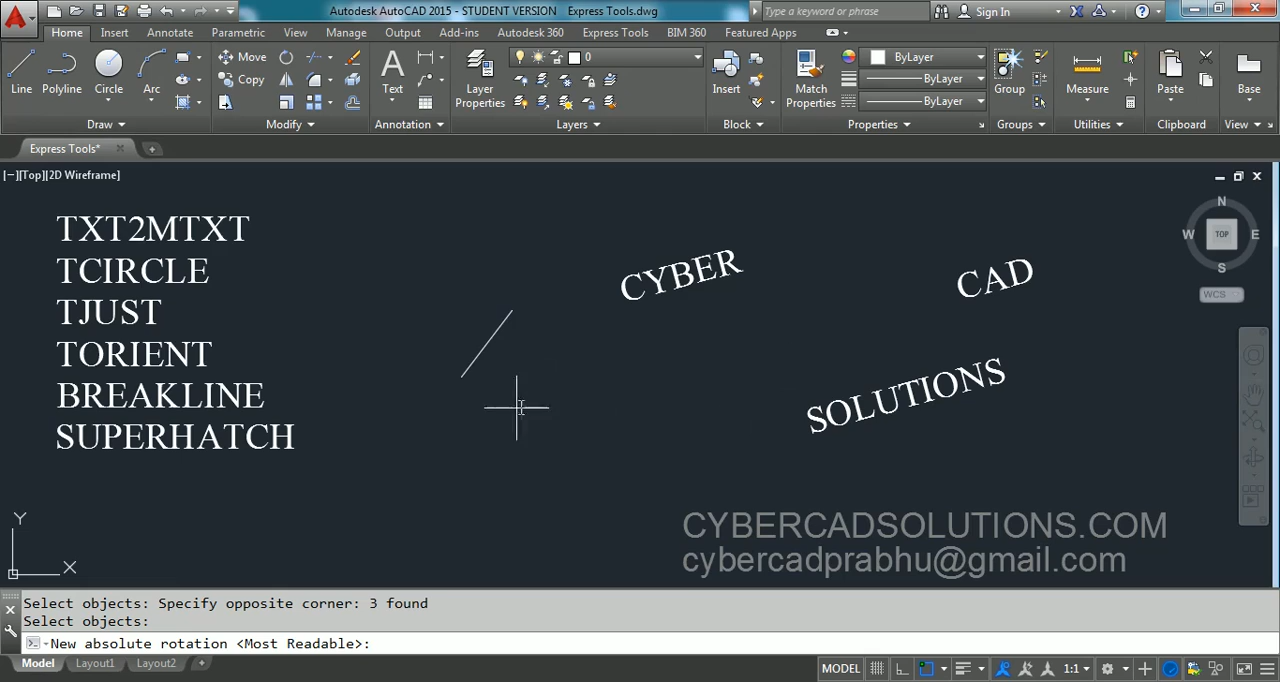 Autodesk AutoCAD 2015 - STUDENT VERSION Express Tools.dwg
Type a keyword or phrase
Sign In
Home Insert Annotate Parametric View Manage Output Add-ins Autodesk 360 Express Tools BIM 360 Featured Apps
Move
Copy
Line Polyline Circle Arc
Text
Layer
Properties
0
Insert
Match
Properties
ByLayer
ByLayer
ByLayer
Group
Measure
Paste
Base
Draw Modify Annotation Layers Block Properties Groups Utilities Clipboard View
Express Tools*
[−][Top][2D Wireframe]
N
W TOP E
S
WCS
TXT2MTXT
TCIRCLE
TJUST
TORIENT
BREAKLINE
SUPERHATCH
CYBER
CAD
SOLUTIONS
CYBERCADSOLUTIONS.COM
cybercadprabhu@gmail.com
Y
X
Select objects: Specify opposite corner: 3 found
Select objects:
New absolute rotation <Most Readable>:
Model Layout1 Layout2
MODEL
1:1